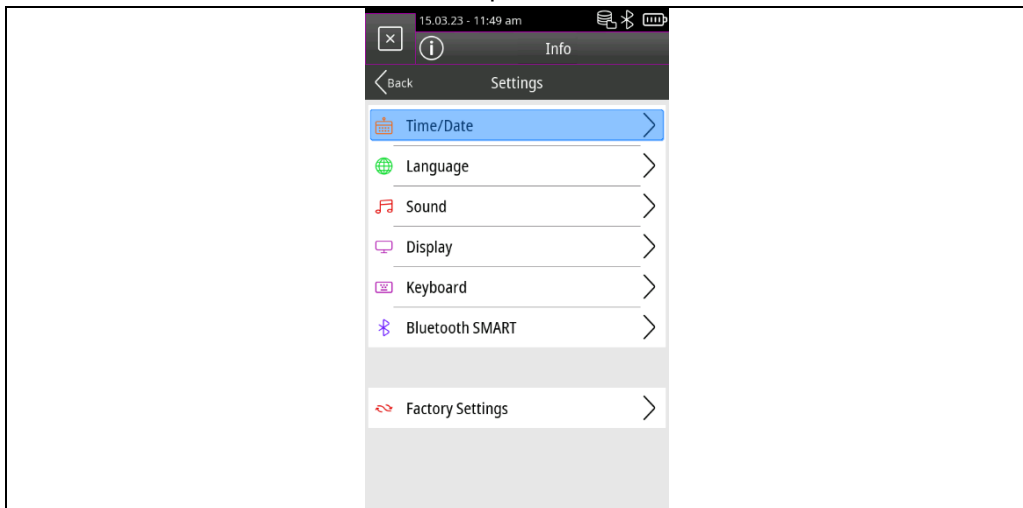 15.03.23 - 11:49 am
Info
Back
Settings
Time/Date
Language
Sound
Display
Keyboard
Bluetooth SMART
Factory Settings